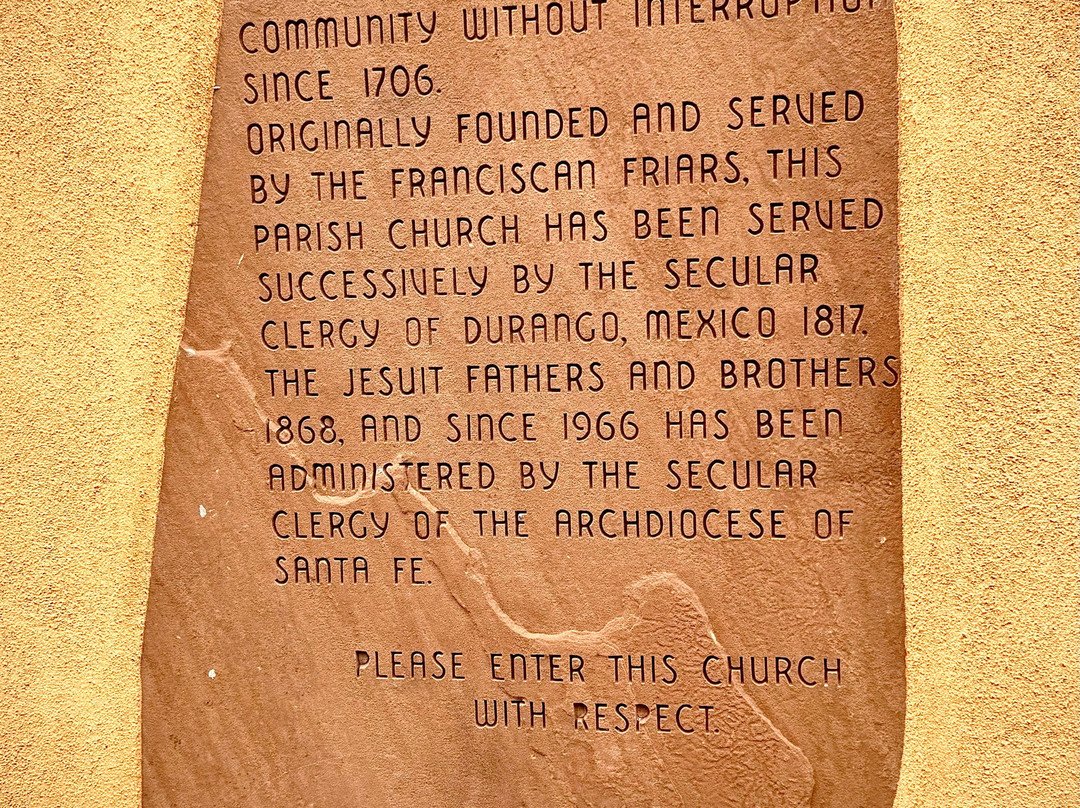 COMMUNITY WITHOUT INTERRUPTION
SINCE 1706.
ORIGINALLY FOUNDED AND SERVED
BY THE FRANCISCAN FRIARS, THIS
PARISH CHURCH HAS BEEN SERVED
SUCCESSIVELY BY THE SECULAR
CLERGY OF DURANGO, MEXICO 1817,
THE JESUIT FATHERS AND BROTHERS
1868, AND SINCE 1966 HAS BEEN
ADMINISTERED BY THE SECULAR
CLERGY OF THE ARCHDIOCESE OF
SANTA FE.
PLEASE ENTER THIS CHURCH
WITH RESPECT.